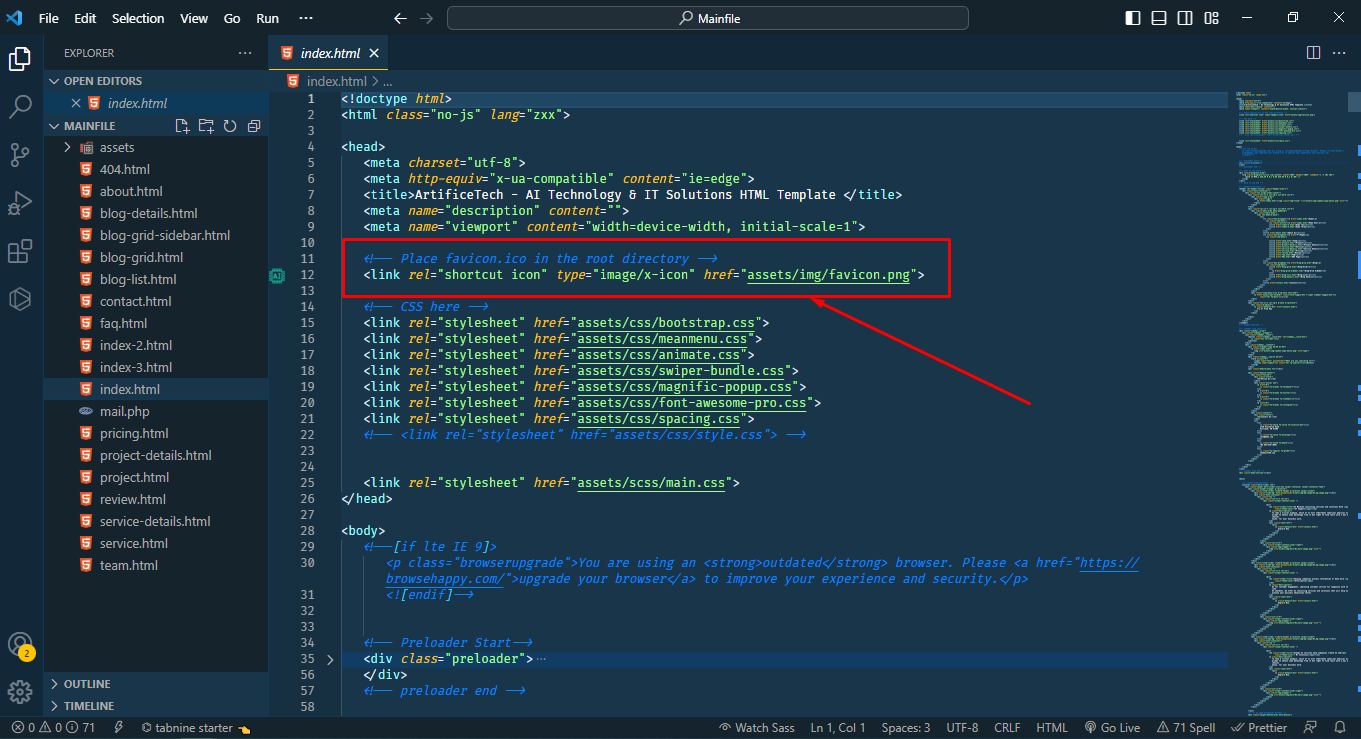 File Edit Selection View Go Run ··· Mainfile
EXPLORER ···
OPEN EDITORS
index.html
MAINFILE
assets
404.html
about.html
blog-details.html
blog-grid-sidebar.html
blog-grid.html
blog-list.html
contact.html
faq.html
index-2.html
index-3.html
index.html
mail.php
pricing.html
project-details.html
project.html
review.html
service-details.html
service.html
team.html
OUTLINE
TIMELINE
2
index.html
index.html > ...
1 <!doctype html>
2 <html class="no-js" lang="zxx">
3
4 <head>
5 <meta charset="utf-8">
6 <meta http-equiv="x-ua-compatible" content="ie=edge">
7 <title>ArtificeTech - AI Technology & IT Solutions HTML Template </title>
8 <meta name="description" content="">
9 <meta name="viewport" content="width=device-width, initial-scale=1">
10
11 <!-- Place favicon.ico in the root directory -->
12 <link rel="shortcut icon" type="image/x-icon" href="assets/img/favicon.png">
13
14 <!-- CSS here -->
15 <link rel="stylesheet" href="assets/css/bootstrap.css">
16 <link rel="stylesheet" href="assets/css/meanmenu.css">
17 <link rel="stylesheet" href="assets/css/animate.css">
18 <link rel="stylesheet" href="assets/css/swiper-bundle.css">
19 <link rel="stylesheet" href="assets/css/magnific-popup.css">
20 <link rel="stylesheet" href="assets/css/font-awesome-pro.css">
21 <link rel="stylesheet" href="assets/css/spacing.css">
22 <!-- <link rel="stylesheet" href="assets/css/style.css"> -->
23
24
25 <link rel="stylesheet" href="assets/scss/main.css">
26 </head>
27
28 <body>
29 <!--[if lte IE 9]>
30 <p class="browserupgrade">You are using an <strong>outdated</strong> browser. Please <a href="https://
browsehappy.com/">upgrade your browser</a> to improve your experience and security.</p>
31 <![endif]-->
32
33
34 <!-- Preloader Start-->
35 <div class="preloader">···
56 </div>
57 <!-- preloader end -->
58
AI
0 0 71 tabnine starter Watch Sass Ln 1, Col 1 Spaces: 3 UTF-8 CRLF HTML Go Live 71 Spell Prettier